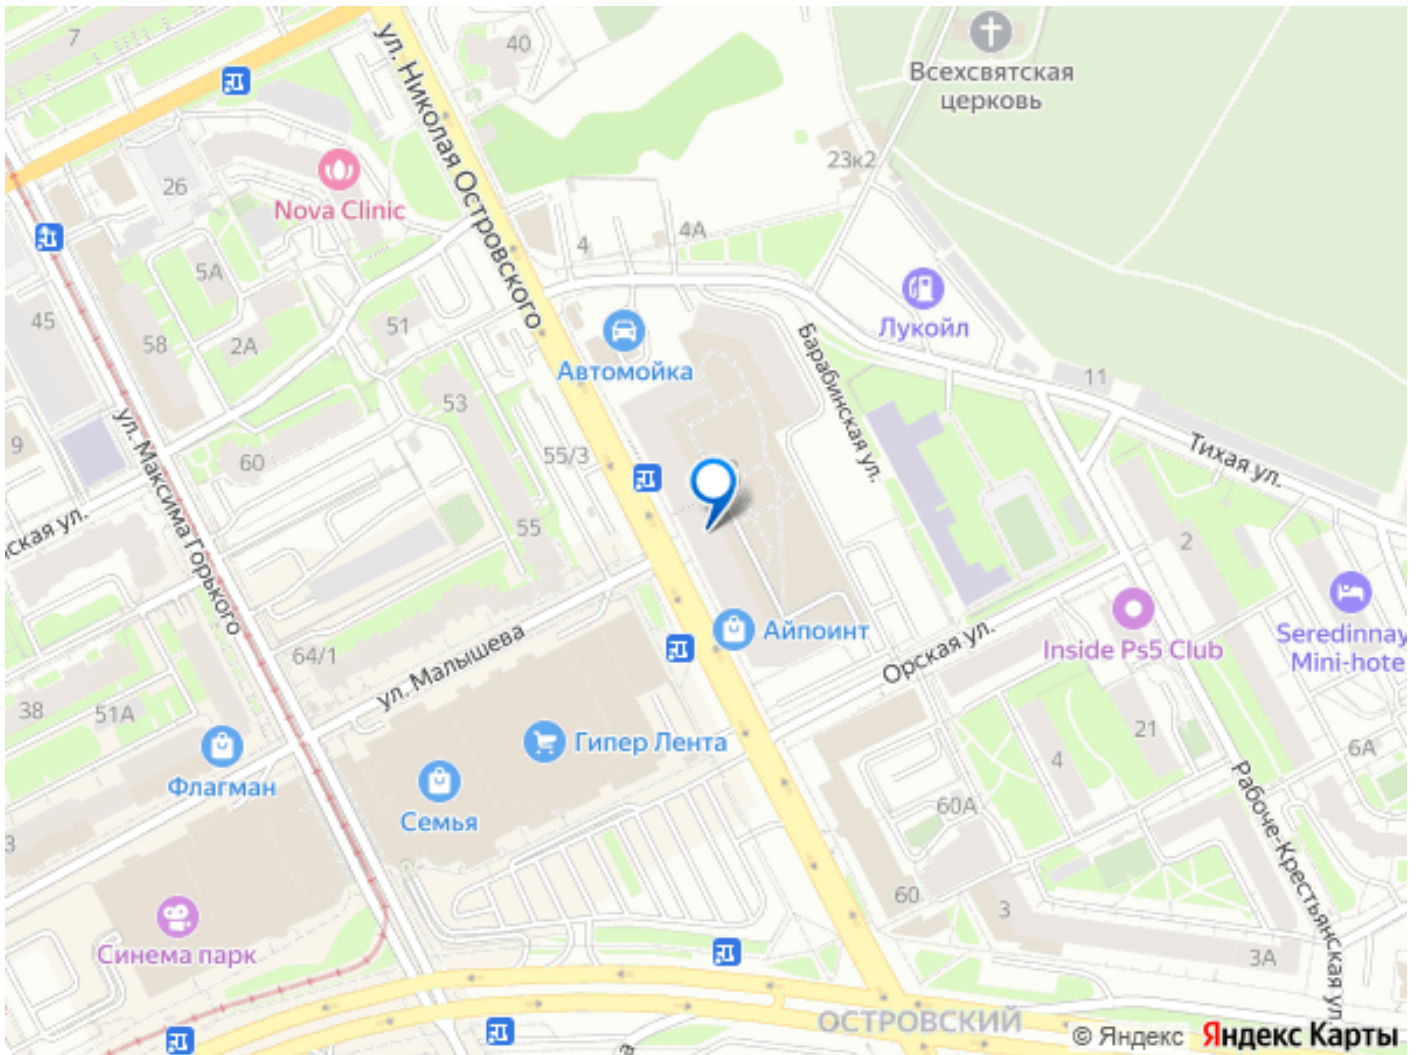 7
40
Всехсвятская
церковь
ул. Николая Островского
23к2
26
Nova Clinic
4
4А
5А
Лукойл
45
58
2А
51
Автомойка
Барабинская ул.
11
53
9
60
55/3
ул. Максима Горького
Тихая ул.
ская ул.
55
2
Айпоинт
Орская ул.
Inside Ps5 Club
Seredinnay
Mini-hote
64/1
ул. Малышева
38
51А
Флагман
Гипер Лента
Семья
21
4
6А
60А
Рабоче-Крестьянская ул.
3
60
3
Синема парк
3А
ОСТРОВСКИЙ
© Яндекс Яндекс Карты